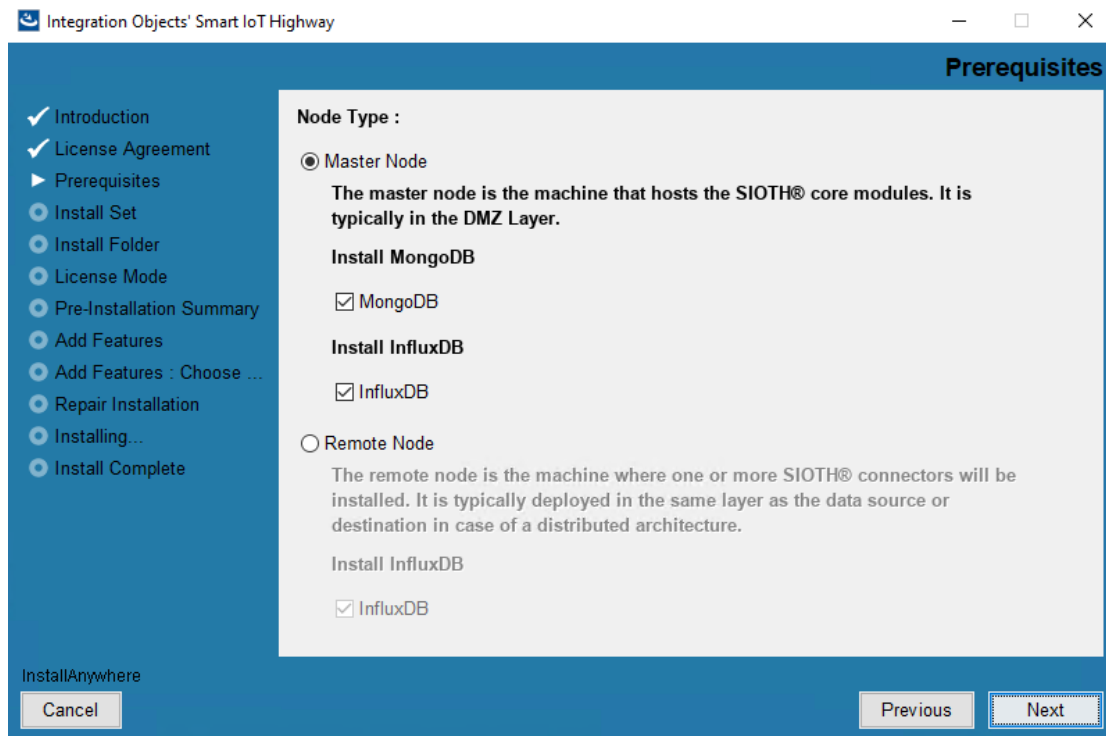 Integration Objects' Smart IoT Highway
Prerequisites
Introduction
License Agreement
Prerequisites
Install Set
Install Folder
License Mode
Pre-Installation Summary
Add Features
Add Features : Choose ...
Repair Installation
Installing...
Install Complete
Node Type :
Master Node
The master node is the machine that hosts the SIOTH® core modules. It is
typically in the DMZ Layer.
Install MongoDB
MongoDB
Install InfluxDB
InfluxDB
Remote Node
The remote node is the machine where one or more SIOTH® connectors will be
installed. It is typically deployed in the same layer as the data source or
destination in case of a distributed architecture.
Install InfluxDB
InfluxDB
InstallAnywhere
Cancel
Previous
Next